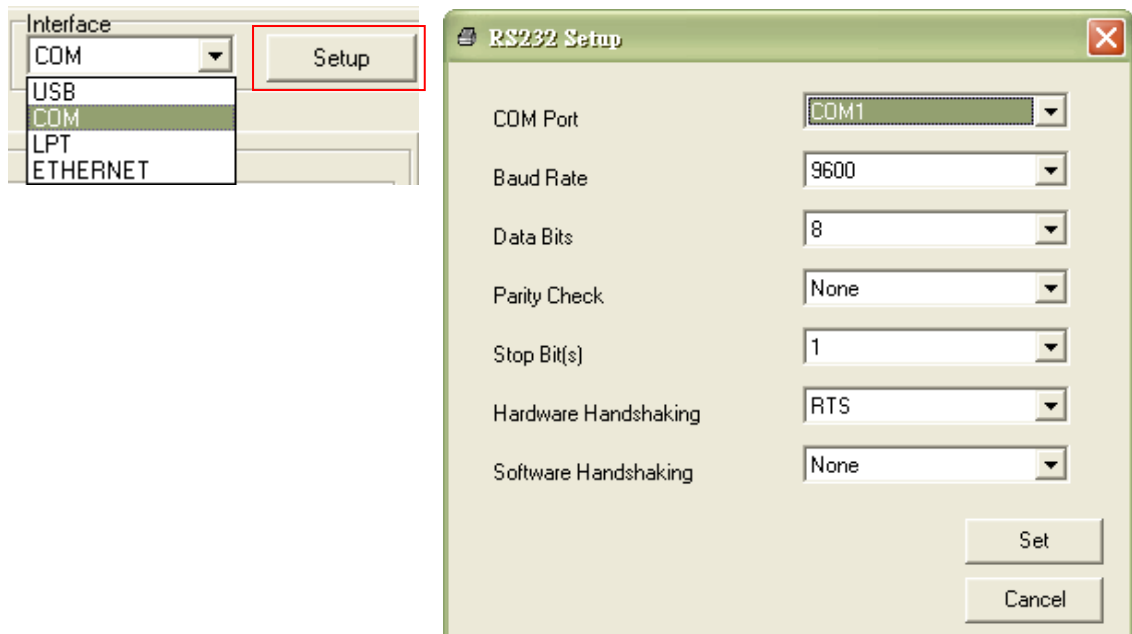 Interface
COM
Setup
USB
COM
LPT
ETHERNET
RS232 Setup
COM Port
COM1
Baud Rate
9600
Data Bits
8
Parity Check
None
Stop Bit(s)
1
Hardware Handshaking
RTS
Software Handshaking
None
Set
Cancel